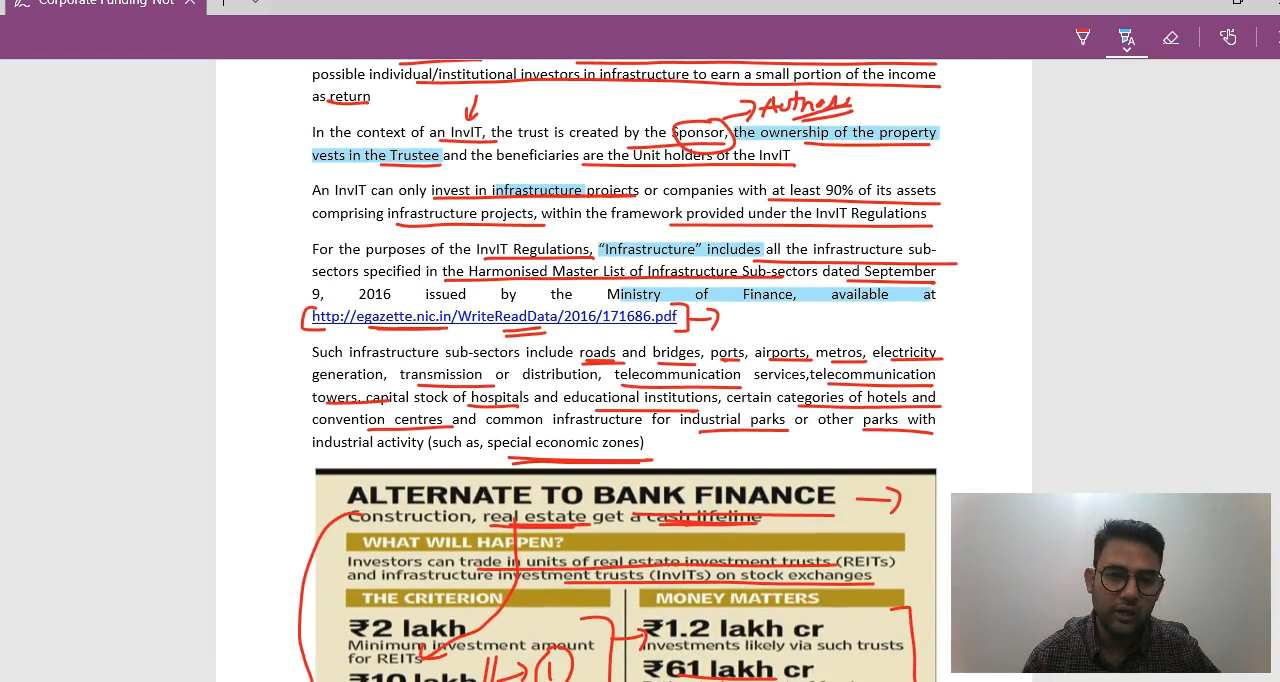 Corporate Funding-Not
possible individual/institutional investors in infrastructure to earn a small portion of the income
as return
In the context of an InvIT, the trust is created by the Sponsor, the ownership of the property
vests in the Trustee and the beneficiaries are the Unit holders of the InvIT
An InvIT can only invest in infrastructure projects or companies with at least 90% of its assets
comprising infrastructure projects, within the framework provided under the InvIT Regulations
For the purposes of the InvIT Regulations, “Infrastructure” includes all the infrastructure sub-
sectors specified in the Harmonised Master List of Infrastructure Sub-sectors dated September
9, 2016 issued by the Ministry of Finance, available at
http://egazette.nic.in/WriteReadData/2016/171686.pdf
Such infrastructure sub-sectors include roads and bridges, ports, airports, metros, electricity
generation, transmission or distribution, telecommunication services,telecommunication
towers, capital stock of hospitals and educational institutions, certain categories of hotels and
convention centres and common infrastructure for industrial parks or other parks with
industrial activity (such as, special economic zones)
ALTERNATE TO BANK FINANCE
Construction, real estate get a cash lifeline
WHAT WILL HAPPEN?
Investors can trade in units of real estate investment trusts (REITs)
and infrastructure investment trusts (InvITs) on stock exchanges
THE CRITERION
₹2 lakh
Minimum investment amount
for REITs
₹10 lakh
1
MONEY MATTERS
₹1.2 lakh cr
Investments likely via such trusts
₹61 lakh cr